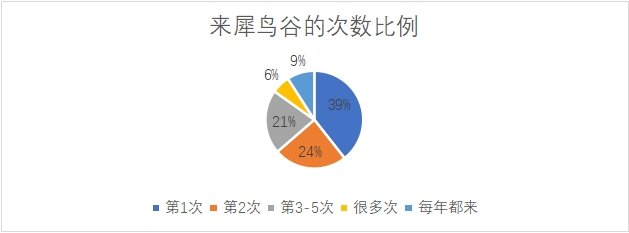 来犀鸟谷的次数比例
9%
6%
39%
21%
24%
第1次 第2次 第3-5次 很多次 每年都来